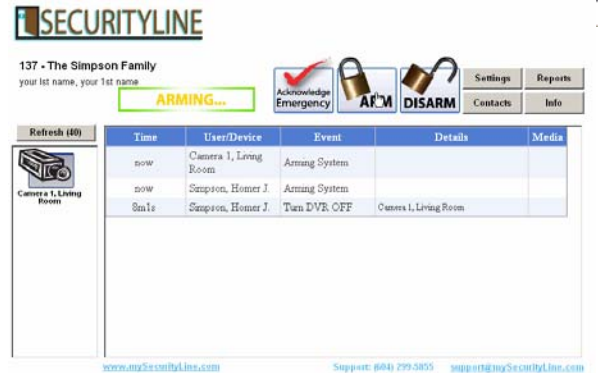 SECURITYLINE
137 - The Simpson Family
your lst name, your 1st name
ARMING...
Acknowledge
Emergency
ARM
DISARM
Settings
Reports
Contacts
Info
Refresh (40)
Camera 1, Living
Room
Time User/Device Event Details Media
now Camera 1, Living
Room Arming System
now Simpson, Homer J. Arming System
8m1s Simpson, Homer J. Turn DVR OFF Camera 1, Living Room
www.mySecurityLine.com Support: (604) 299-5855 support@mySecurityLine.com